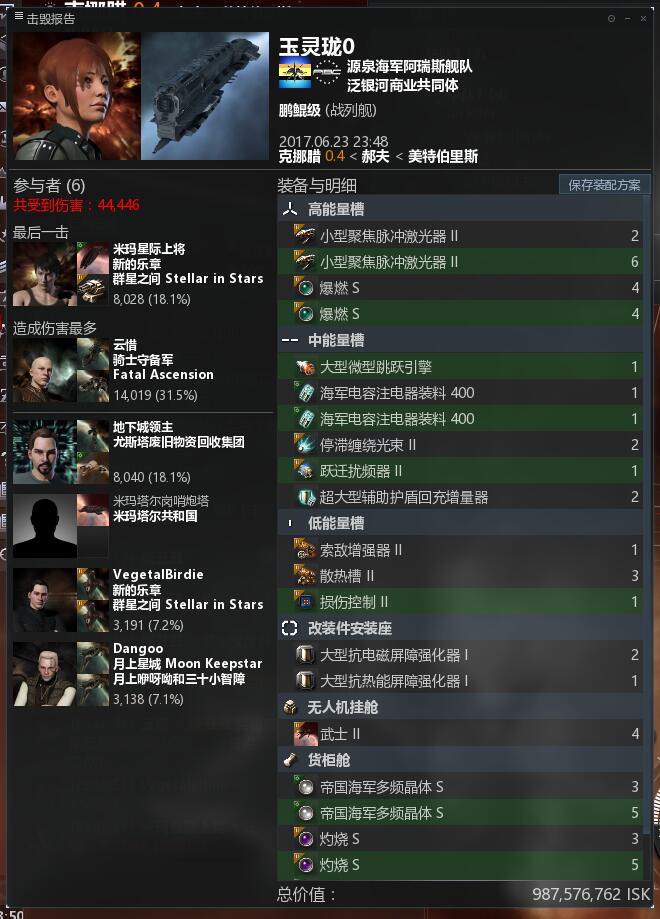 击毁报告
玉灵珑0
源泉海军阿瑞斯舰队
泛银河商业共同体
鹏鲲级 (战列舰)
2017.06.23 23:48
克挪腊 0.4 < 郝夫 < 美特伯里斯
参与者 (6)
共受到伤害：44,446
最后一击
米玛星际上将
新的乐章
群星之间 Stellar in Stars
8,028 (18.1%)
造成伤害最多
云惜
骑士守备军
Fatal Ascension
14,019 (31.5%)
地下城领主
尤斯塔废旧物资回收集团
8,040 (18.1%)
米玛塔尔岗哨炮塔
米玛塔尔共和国
VegetalBirdie
新的乐章
群星之间 Stellar in Stars
3,191 (7.2%)
Dangoo
月上星城 Moon Keepstar
月上咿呀呦和三十小智障
3,138 (7.1%)
装备与明细
保存装配方案
高能量槽
小型聚焦脉冲激光器 II 2
小型聚焦脉冲激光器 II 6
爆燃 S 4
爆燃 S 4
中能量槽
大型微型跳跃引擎 1
海军电容注电器装料 400 1
海军电容注电器装料 400 1
停滞缠绕光束 II 2
跃迁扰频器 II 1
超大型辅助护盾回充增量器 2
低能量槽
索敌增强器 II 1
散热槽 II 3
损伤控制 II 1
改装件安装座
大型抗电磁屏障强化器 I 2
大型抗热能屏障强化器 I 1
无人机挂舱
武士 II 4
货柜舱
帝国海军多频晶体 S 3
帝国海军多频晶体 S 5
灼烧 S 3
灼烧 S 5
总价值： 987,576,762 ISK